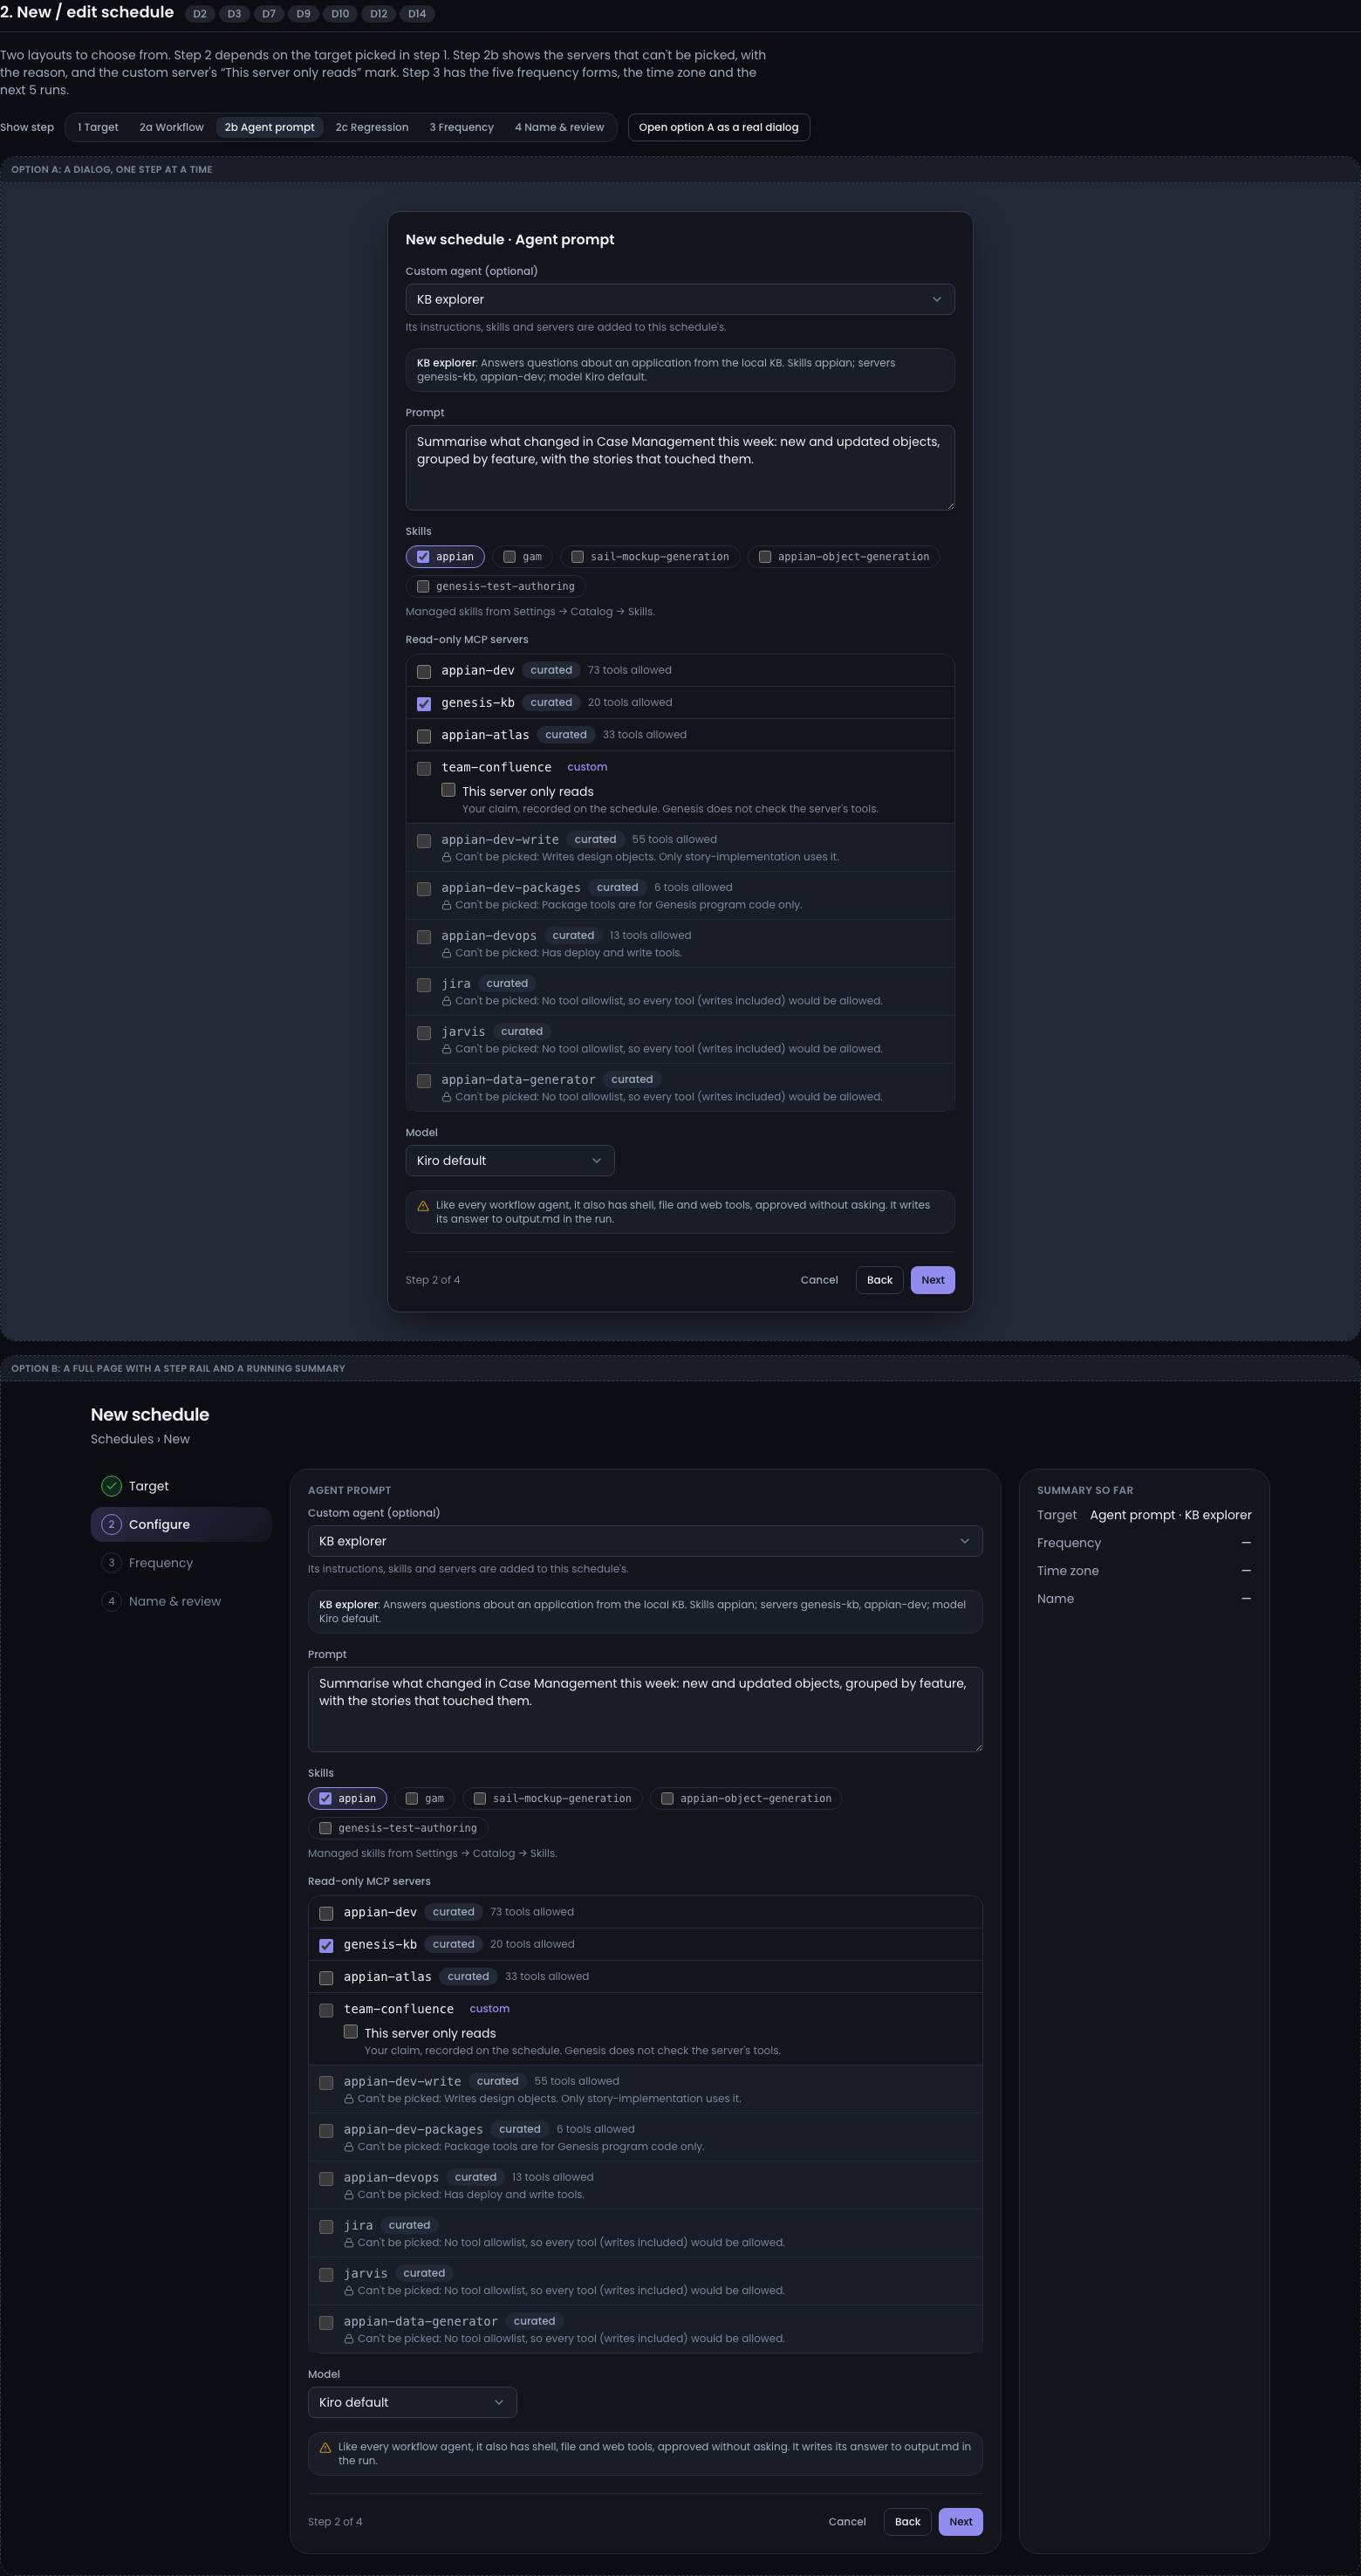 2. New / edit schedule D2 D3 D7 D9 D10 D12 D14
Two layouts to choose from. Step 2 depends on the target picked in step 1. Step 2b shows the servers that can't be picked, with
the reason, and the custom server's “This server only reads” mark. Step 3 has the five frequency forms, the time zone and the
next 5 runs.
Show step 1 Target 2a Workflow 2b Agent prompt 2c Regression 3 Frequency 4 Name & review Open option A as a real dialog
OPTION A: A DIALOG, ONE STEP AT A TIME
New schedule · Agent prompt
Custom agent (optional)
KB explorer
Its instructions, skills and servers are added to this schedule's.
KB explorer: Answers questions about an application from the local KB. Skills appian; servers
genesis-kb, appian-dev; model Kiro default.
Prompt
Summarise what changed in Case Management this week: new and updated objects,
grouped by feature, with the stories that touched them.
Skills
appian gam sail-mockup-generation appian-object-generation
genesis-test-authoring
Managed skills from Settings → Catalog → Skills.
Read-only MCP servers
appian-dev curated 73 tools allowed
genesis-kb curated 20 tools allowed
appian-atlas curated 33 tools allowed
team-confluence custom
This server only reads
Your claim, recorded on the schedule. Genesis does not check the server's tools.
appian-dev-write curated 55 tools allowed
Can't be picked: Writes design objects. Only story-implementation uses it.
appian-dev-packages curated 6 tools allowed
Can't be picked: Package tools are for Genesis program code only.
appian-devops curated 13 tools allowed
Can't be picked: Has deploy and write tools.
jira curated
Can't be picked: No tool allowlist, so every tool (writes included) would be allowed.
jarvis curated
Can't be picked: No tool allowlist, so every tool (writes included) would be allowed.
appian-data-generator curated
Can't be picked: No tool allowlist, so every tool (writes included) would be allowed.
Model
Kiro default
Like every workflow agent, it also has shell, file and web tools, approved without asking. It writes
its answer to output.md in the run.
Step 2 of 4 Cancel Back Next
OPTION B: A FULL PAGE WITH A STEP RAIL AND A RUNNING SUMMARY
New schedule
Schedules › New
Target
2 Configure
3 Frequency
4 Name & review
AGENT PROMPT
Custom agent (optional)
KB explorer
Its instructions, skills and servers are added to this schedule's.
KB explorer: Answers questions about an application from the local KB. Skills appian; servers genesis-kb, appian-dev; model
Kiro default.
Prompt
Summarise what changed in Case Management this week: new and updated objects, grouped by feature,
with the stories that touched them.
Skills
appian gam sail-mockup-generation appian-object-generation
genesis-test-authoring
Managed skills from Settings → Catalog → Skills.
Read-only MCP servers
appian-dev curated 73 tools allowed
genesis-kb curated 20 tools allowed
appian-atlas curated 33 tools allowed
team-confluence custom
This server only reads
Your claim, recorded on the schedule. Genesis does not check the server's tools.
appian-dev-write curated 55 tools allowed
Can't be picked: Writes design objects. Only story-implementation uses it.
appian-dev-packages curated 6 tools allowed
Can't be picked: Package tools are for Genesis program code only.
appian-devops curated 13 tools allowed
Can't be picked: Has deploy and write tools.
jira curated
Can't be picked: No tool allowlist, so every tool (writes included) would be allowed.
jarvis curated
Can't be picked: No tool allowlist, so every tool (writes included) would be allowed.
appian-data-generator curated
Can't be picked: No tool allowlist, so every tool (writes included) would be allowed.
Model
Kiro default
Like every workflow agent, it also has shell, file and web tools, approved without asking. It writes its answer to output.md in
the run.
Step 2 of 4 Cancel Back Next
SUMMARY SO FAR
Target Agent prompt · KB explorer
Frequency —
Time zone —
Name —